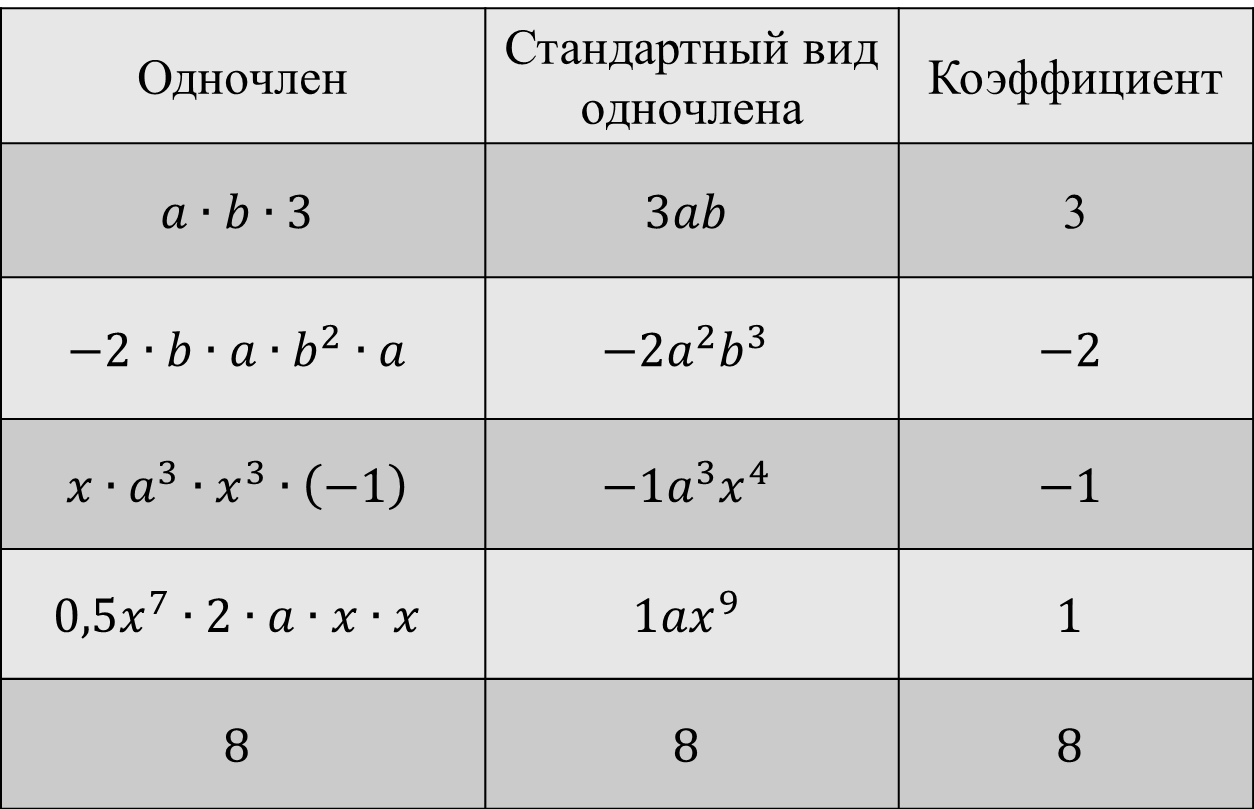 Одночлен
Стандартный вид
одночлена
Коэффициент
a · b · 3
3ab
3
−2 · b · a · b² · a
−2a²b³
−2
x · a³ · x³ · (−1)
−1a³x⁴
−1
0,5x⁷ · 2 · a · x · x
1ax⁹
1
8
8
8